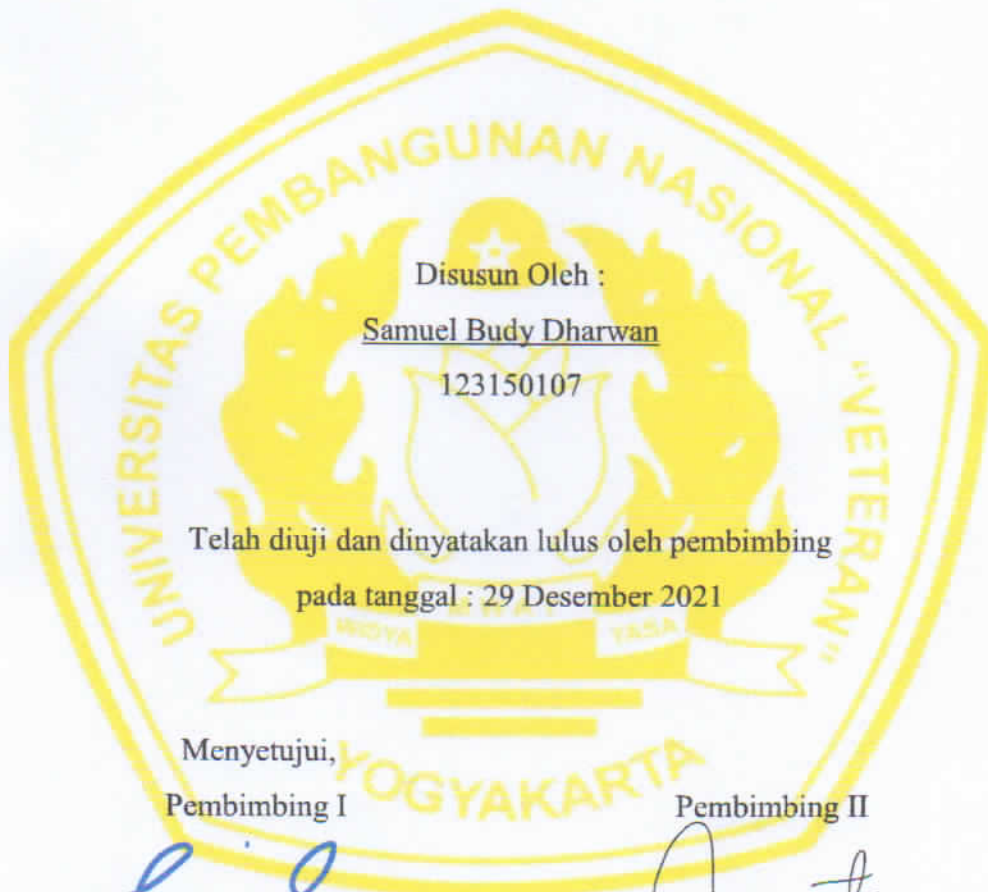 UNIVERSITAS PEMBANGUNAN NASIONAL "VETERAN"
Disusun Oleh :
Samuel Budy Dharwan
123150107
Telah diuji dan dinyatakan lulus oleh pembimbing
pada tanggal : 29 Desember 2021
WIDYA
YASA
YOGYAKARTA
Menyetujui,
Pembimbing I
Pembimbing II